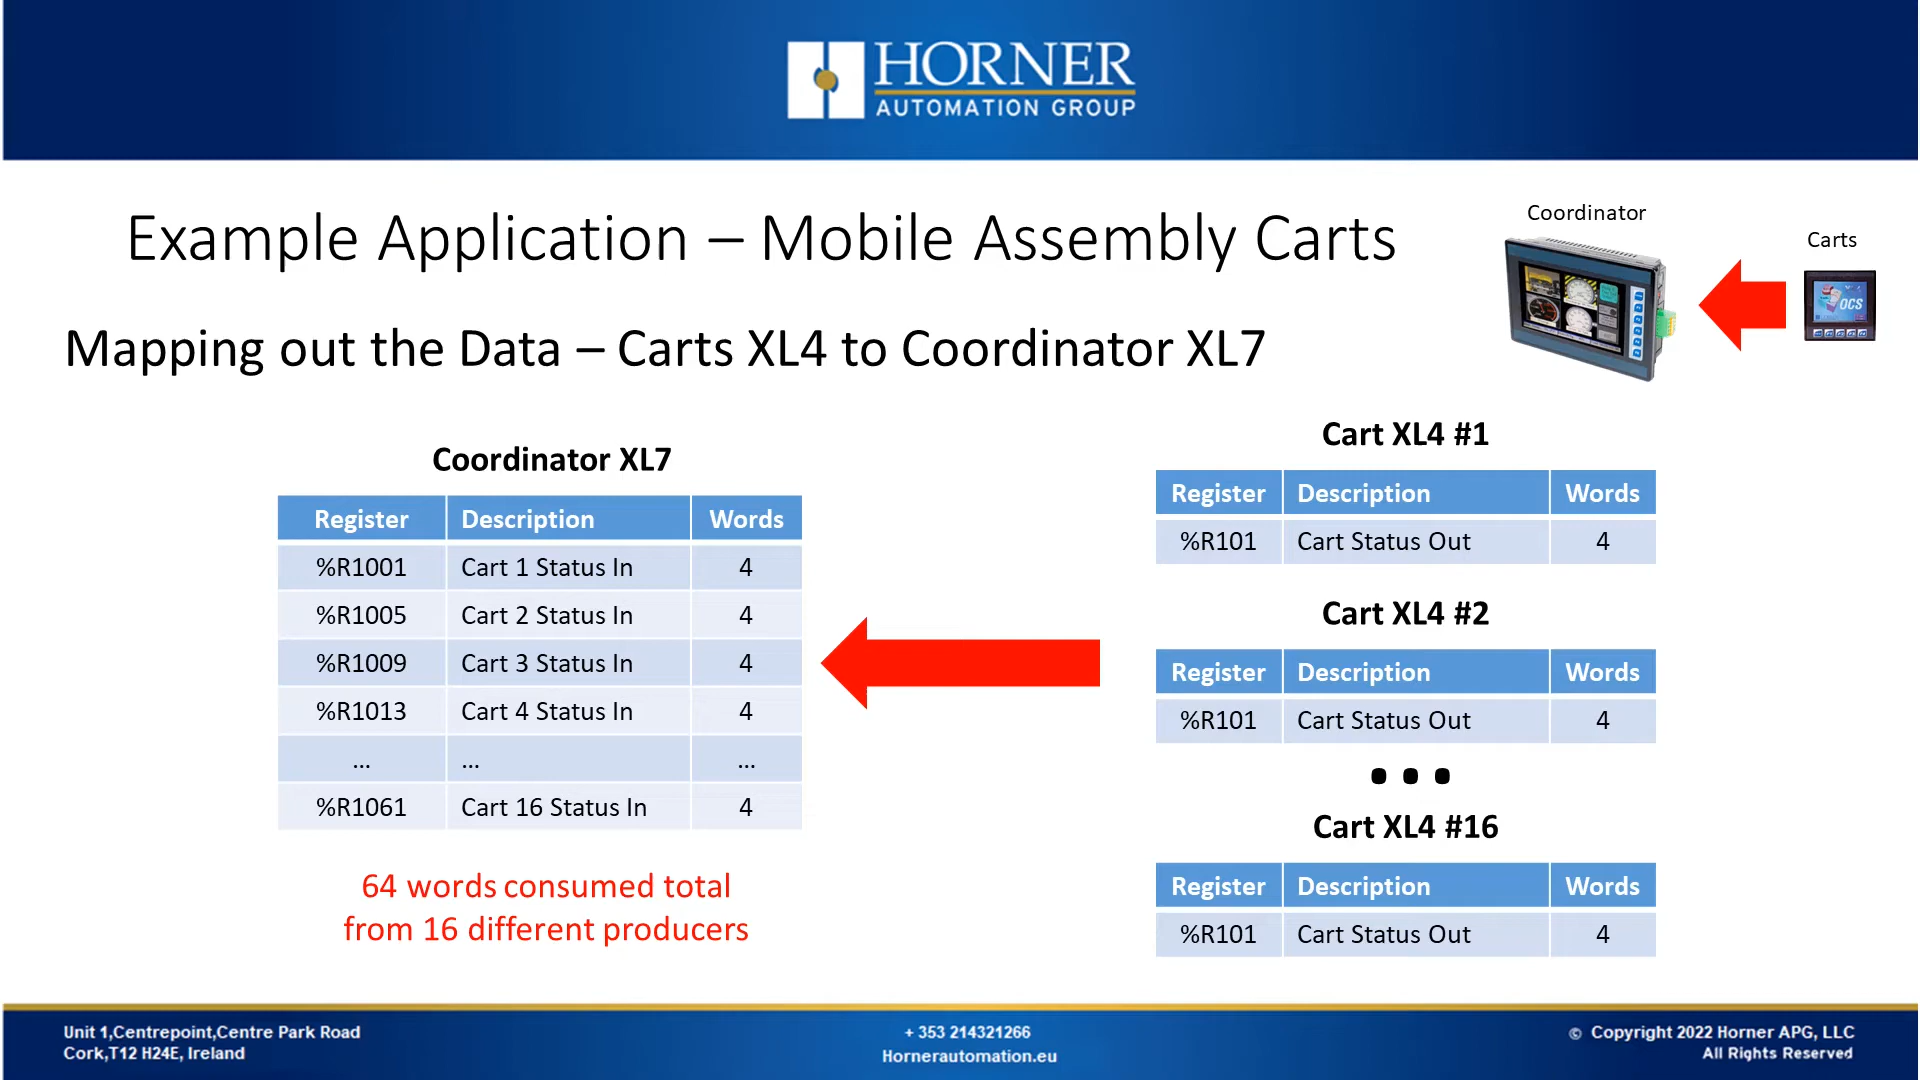 HORNER
AUTOMATION GROUP
Example Application – Mobile Assembly Carts
Coordinator
Carts
OCS
Mapping out the Data – Carts XL4 to Coordinator XL7
Coordinator XL7
Register Description Words
%R1001 Cart 1 Status In 4
%R1005 Cart 2 Status In 4
%R1009 Cart 3 Status In 4
%R1013 Cart 4 Status In 4
... ... ...
%R1061 Cart 16 Status In 4
64 words consumed total
from 16 different producers
Cart XL4 #1
Register Description Words
%R101 Cart Status Out 4
Cart XL4 #2
Register Description Words
%R101 Cart Status Out 4
• • •
Cart XL4 #16
Register Description Words
%R101 Cart Status Out 4
Unit 1,Centrepoint,Centre Park Road
Cork,T12 H24E, Ireland
+ 353 214321266
Hornerautomation.eu
© Copyright 2022 Horner APG, LLC
All Rights Reserved